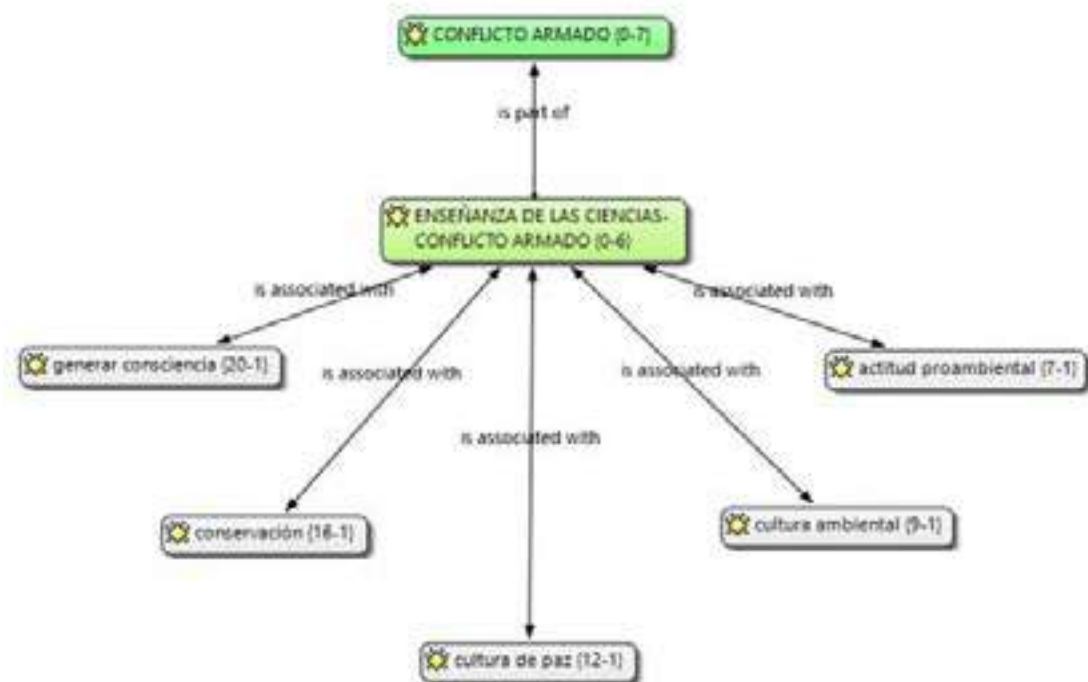 CONFLICTO ARMADO {0-7}
is part of
ENSEÑANZA DE LAS CIENCIAS-
CONFLICTO ARMADO {0-6}
is associated with
is associated with
generar consciencia {20-1}
is associated with
is associated with
actitud proambiental {7-1}
is associated with
conservación {16-1}
cultura ambiental {9-1}
cultura de paz {12-1}